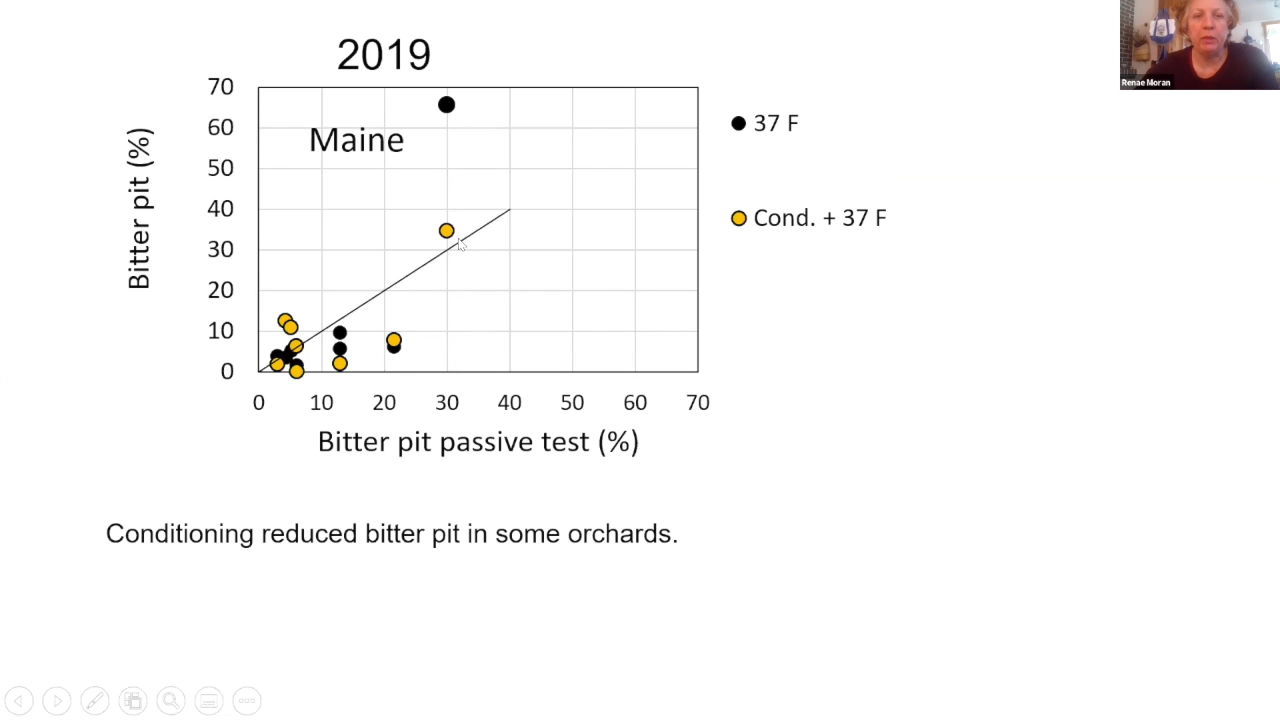 2019
Renae Moran
Bitter pit (%)
70
60
50
40
30
20
10
0
Maine
37 F
Cond. + 37 F
0 10 20 30 40 50 60 70
Bitter pit passive test (%)
Conditioning reduced bitter pit in some orchards.